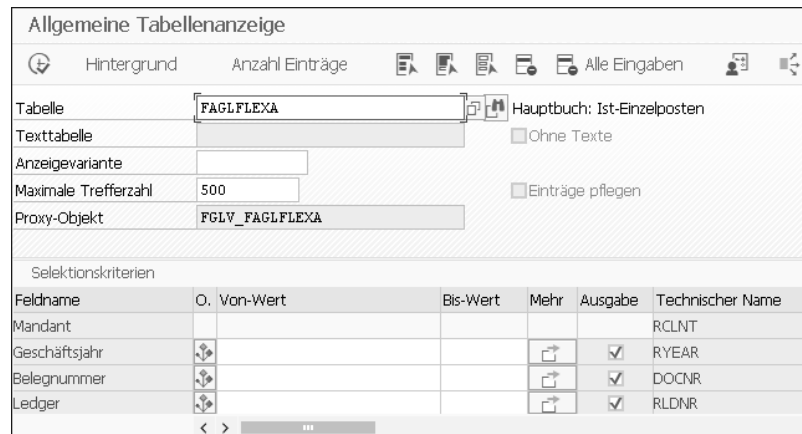 Allgemeine Tabellenanzeige
Hintergrund Anzahl Einträge Alle Eingaben
Tabelle FAGLFLEXA Hauptbuch: Ist-Einzelposten
Texttabelle Ohne Texte
Anzeigevariante
Maximale Trefferzahl 500 Einträge pflegen
Proxy-Objekt FGLV_FAGLFLEXA
Selektionskriterien
Feldname O. Von-Wert Bis-Wert Mehr Ausgabe Technischer Name
Mandant RCLNT
Geschäftsjahr RYEAR
Belegnummer DOCNR
Ledger RLDNR